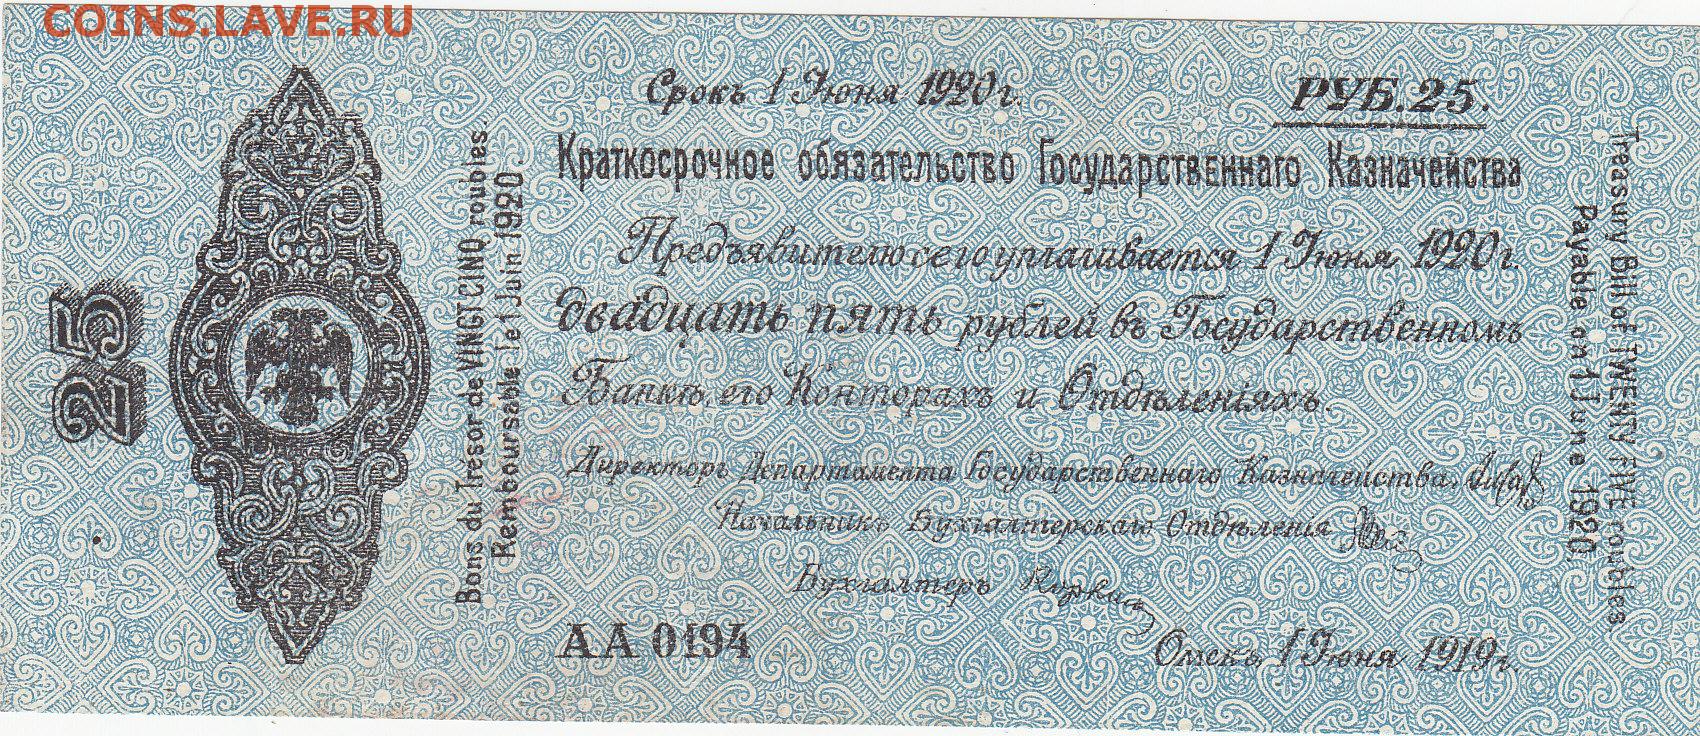 COINS.LAVE.RU
Срокъ 1 Июня 1920 г.
РУБ. 25.
Краткосрочное обязательство Государственнаго Казначейства
Предъявителю сего уплачивается 1 Июня 1920 г.
двадцать пять рублей въ Государственномъ
Банкѣ, его Конторахъ и Отдѣленіяхъ.
Директоръ Департамента Государственнаго Казначейства
Начальникъ Бухгалтерскаго Отдѣленія
Бухгалтеръ
АА 0194
Омскъ, 1 Июня 1919 г.
25
Bons du Tresor de VINGT CINQ roubles.
Remboursable le 1 Juin 1920.
Treasury Bill of TWENTY FIVE roubles
Payable on 1 June 1920